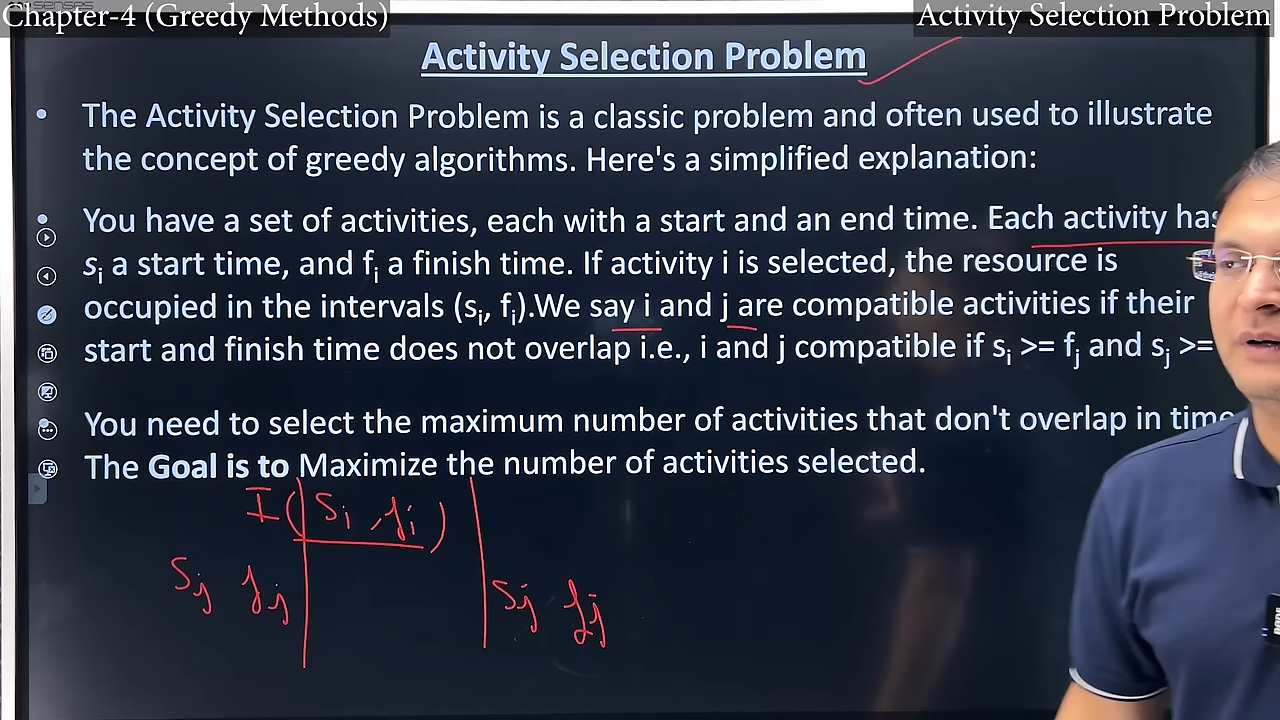 Chapter-4 (Greedy Methods)
Activity Selection Problem
Activity Selection Problem
• The Activity Selection Problem is a classic problem and often used to illustrate
the concept of greedy algorithms. Here's a simplified explanation:
• You have a set of activities, each with a start and an end time. Each activity has
si a start time, and fi a finish time. If activity i is selected, the resource is
occupied in the intervals (si, fi).We say i and j are compatible activities if their
start and finish time does not overlap i.e., i and j compatible if si >= fj and sj >=
• You need to select the maximum number of activities that don't overlap in time
The Goal is to Maximize the number of activities selected.
I ( Si , fi )
Sj fj
Sj fj